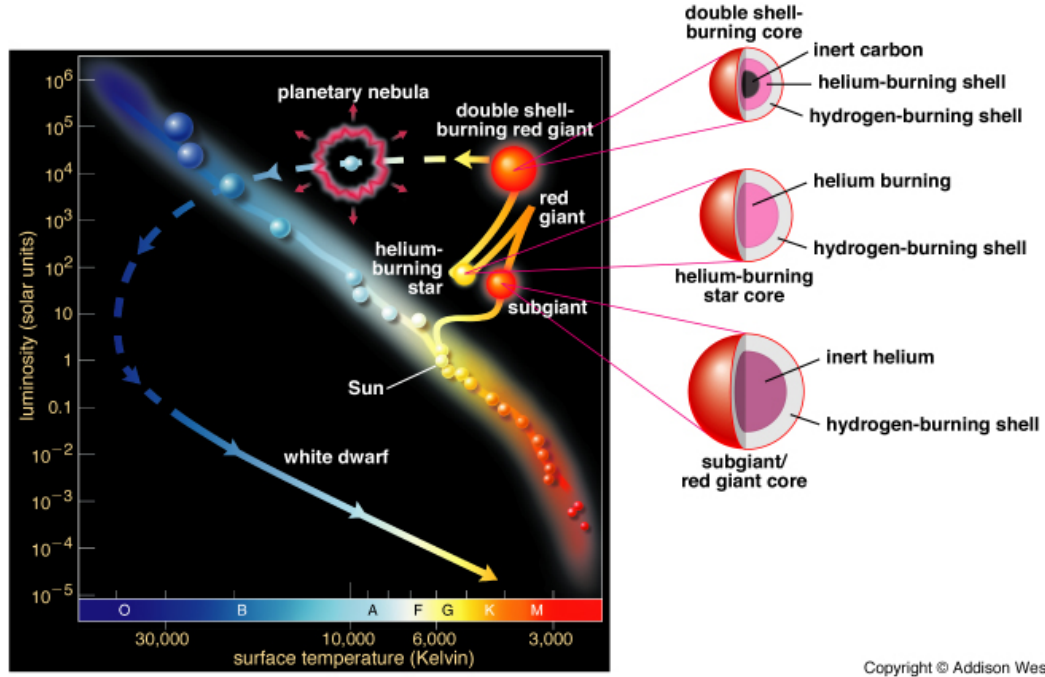 double shell-
burning core
inert carbon
helium-burning shell
hydrogen-burning shell
helium burning
hydrogen-burning shell
helium-burning
star core
inert helium
hydrogen-burning shell
subgiant/
red giant core
planetary nebula
double shell-
burning red giant
red
giant
helium-
burning
star
subgiant
Sun
white dwarf
luminosity (solar units)
10⁶
10⁵
10⁴
10³
10²
10
1
0.1
10⁻²
10⁻³
10⁻⁴
10⁻⁵
O B A F G K M
30,000 10,000 6,000 3,000
surface temperature (Kelvin)
Copyright © Addison Wes